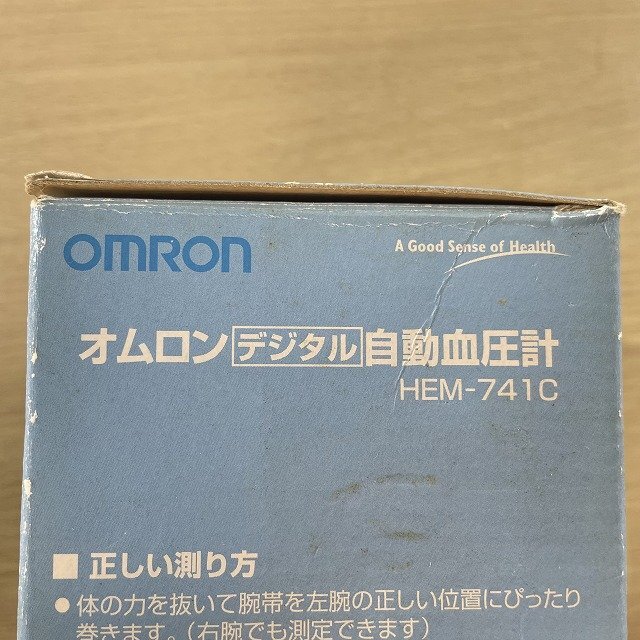 OMRON
A Good Sense of Health
オムロン デジタル 自動血圧計
HEM-741C
■ 正しい測り方
●体の力を抜いて腕帯を左腕の正しい位置にぴったり
巻きます。(右腕でも測定できます)